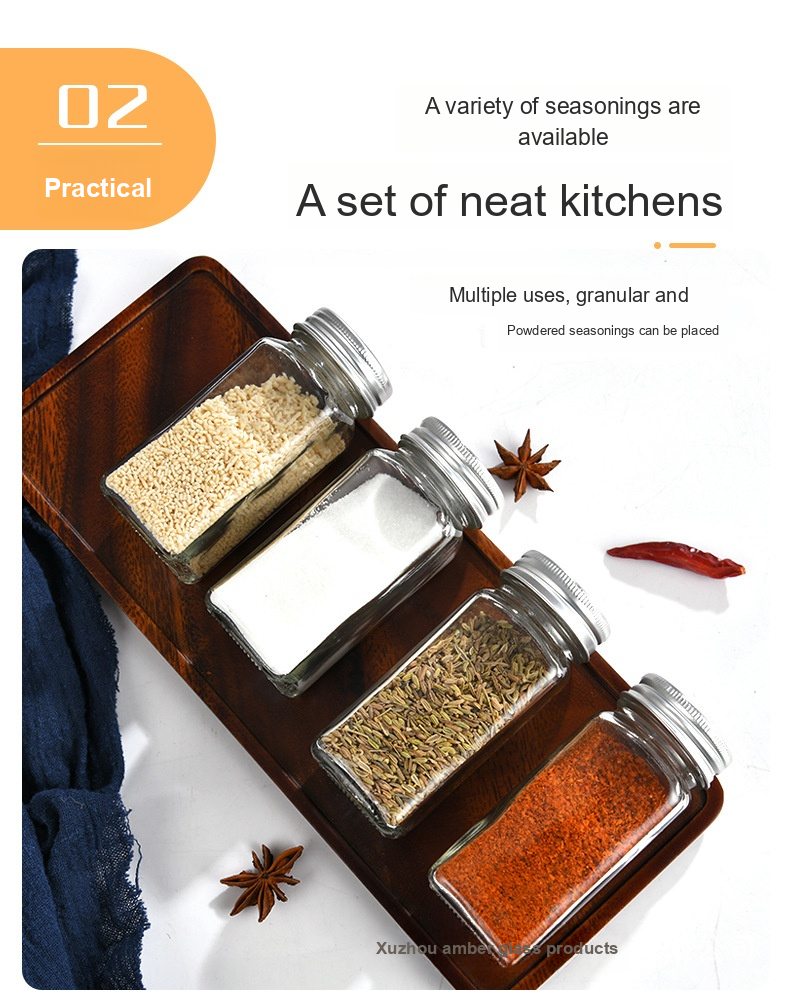 02
Practical
A variety of seasonings are
available
A set of neat kitchens
Multiple uses, granular and
Powdered seasonings can be placed
Xuzhou amber glass products